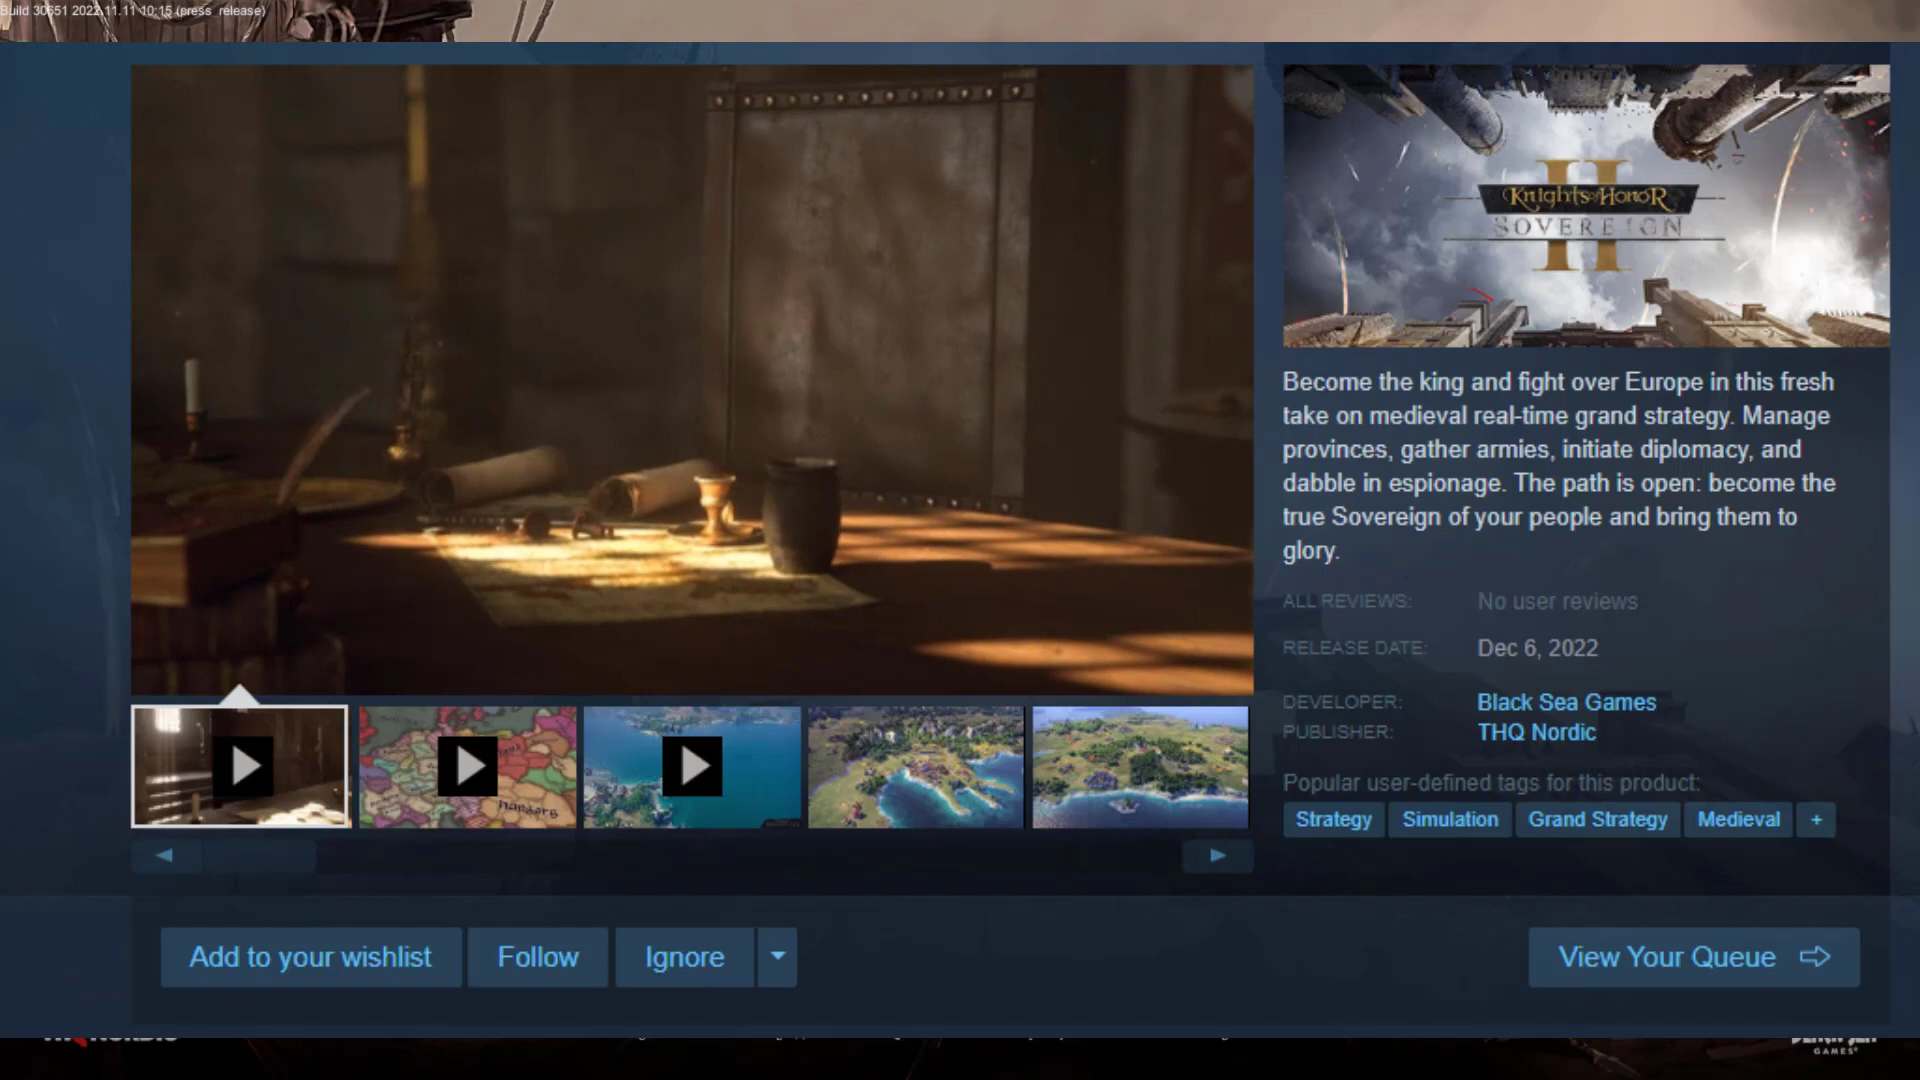 Build 30651 2022.11.11 10:15 (press_release)
Knights of Honor
II
SOVEREIGN
Become the king and fight over Europe in this fresh
take on medieval real-time grand strategy. Manage
provinces, gather armies, initiate diplomacy, and
dabble in espionage. The path is open: become the
true Sovereign of your people and bring them to
glory.
ALL REVIEWS: No user reviews
RELEASE DATE: Dec 6, 2022
DEVELOPER: Black Sea Games
PUBLISHER: THQ Nordic
Popular user-defined tags for this product:
Strategy Simulation Grand Strategy Medieval +
Add to your wishlist Follow Ignore View Your Queue
GAMES